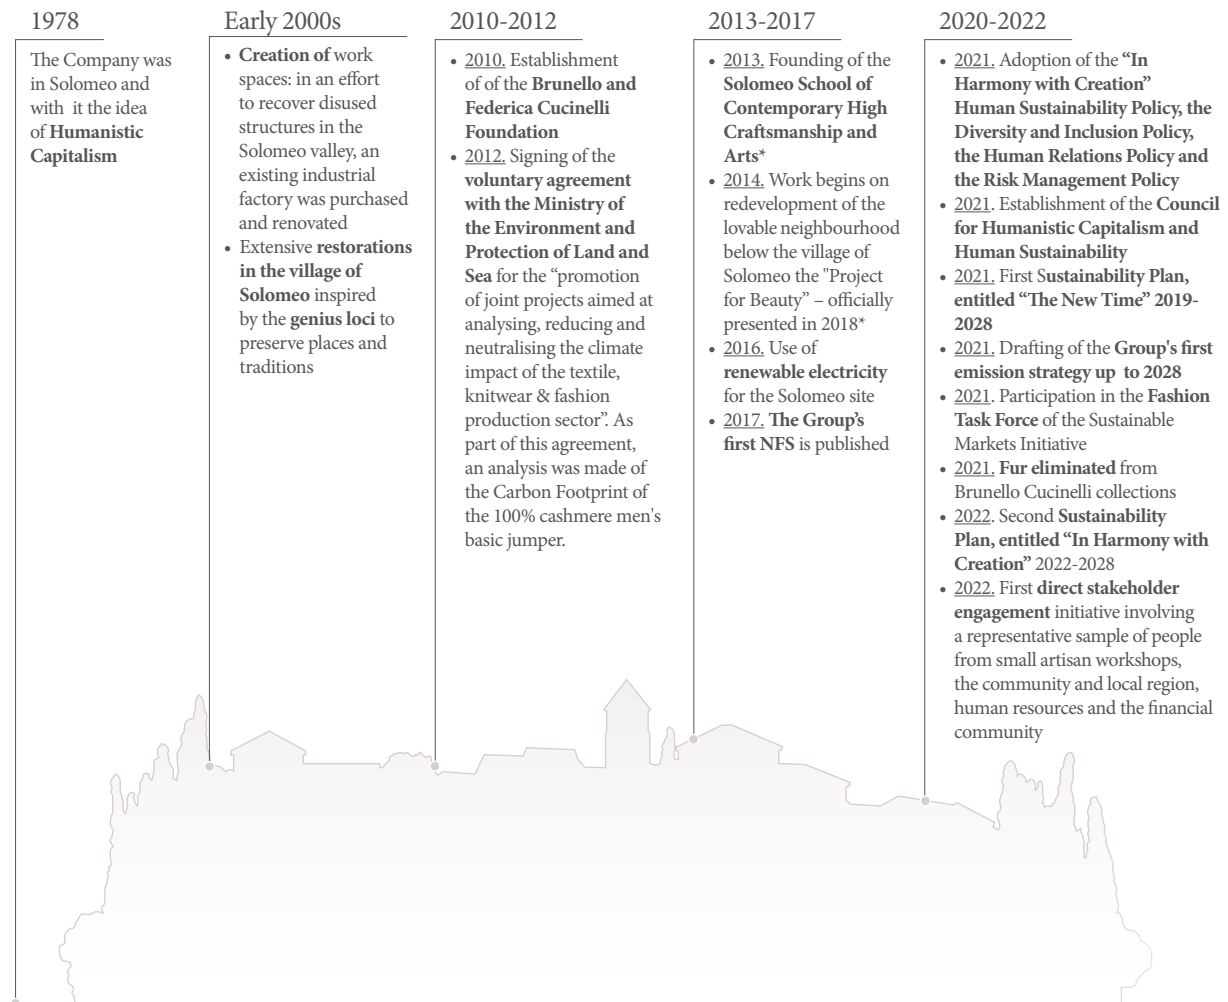 1978
The Company was
in Solomeo and
with it the idea
of Humanistic
Capitalism
Early 2000s
• Creation of work
spaces: in an effort
to recover disused
structures in the
Solomeo valley, an
existing industrial
factory was purchased
and renovated
• Extensive restorations
in the village of
Solomeo inspired
by the genius loci to
preserve places and
traditions
2010-2012
• 2010. Establishment
of of the Brunello and
Federica Cucinelli
Foundation
• 2012. Signing of the
voluntary agreement
with the Ministry of
the Environment and
Protection of Land and
Sea for the “promotion
of joint projects aimed at
analysing, reducing and
neutralising the climate
impact of the textile,
knitwear & fashion
production sector”. As
part of this agreement,
an analysis was made of
the Carbon Footprint of
the 100% cashmere men's
basic jumper.
2013-2017
• 2013. Founding of the
Solomeo School of
Contemporary High
Craftsmanship and
Arts*
• 2014. Work begins on
redevelopment of the
lovable neighbourhood
below the village of
Solomeo the "Project
for Beauty” – officially
presented in 2018*
• 2016. Use of
renewable electricity
for the Solomeo site
• 2017. The Group’s
first NFS is published
2020-2022
• 2021. Adoption of the “In
Harmony with Creation”
Human Sustainability Policy, the
Diversity and Inclusion Policy,
the Human Relations Policy and
the Risk Management Policy
• 2021. Establishment of the Council
for Humanistic Capitalism and
Human Sustainability
• 2021. First Sustainability Plan,
entitled “The New Time” 2019-
2028
• 2021. Drafting of the Group's first
emission strategy up to 2028
• 2021. Participation in the Fashion
Task Force of the Sustainable
Markets Initiative
• 2021. Fur eliminated from
Brunello Cucinelli collections
• 2022. Second Sustainability
Plan, entitled “In Harmony with
Creation” 2022-2028
• 2022. First direct stakeholder
engagement initiative involving
a representative sample of people
from small artisan workshops,
the community and local region,
human resources and the financial
community